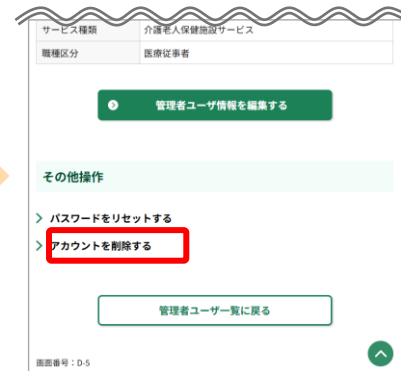 サービス種類 介護老人保健施設サービス
職種区分 医療従事者
管理者ユーザ情報を編集する
その他操作
パスワードをリセットする
アカウントを削除する
管理者ユーザ一覧に戻る
画面番号：D-5